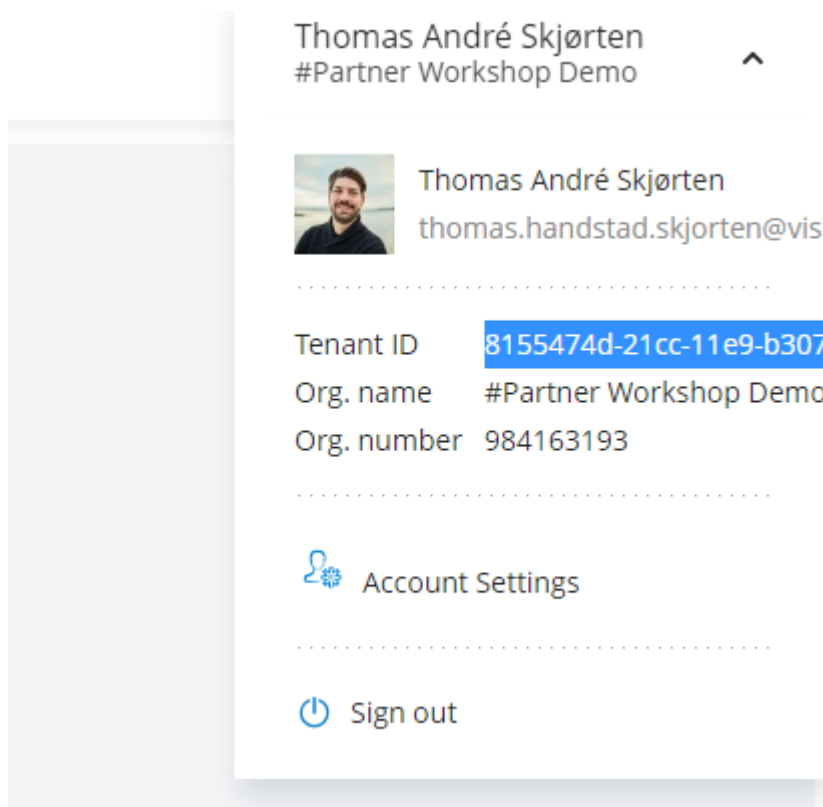 Thomas André Skjørten
#Partner Workshop Demo
Thomas André Skjørten
thomas.handstad.skjorten@vis
Tenant ID 8155474d-21cc-11e9-b307
Org. name #Partner Workshop Demo
Org. number 984163193
Account Settings
Sign out